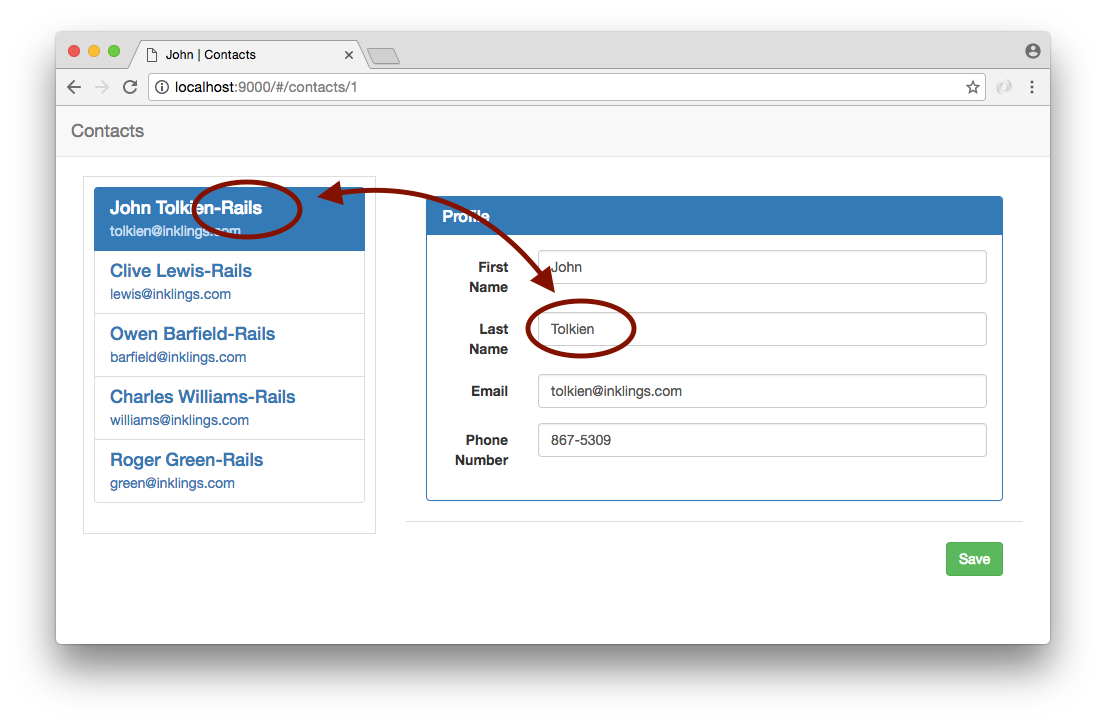 John | Contacts
localhost:9000/#/contacts/1
Contacts
John Tolkien-Rails
tolkien@inklings.com
Clive Lewis-Rails
lewis@inklings.com
Owen Barfield-Rails
barfield@inklings.com
Charles Williams-Rails
williams@inklings.com
Roger Green-Rails
green@inklings.com
Profile
First
Name
John
Last
Name
Tolkien
Email
tolkien@inklings.com
Phone
Number
867-5309
Save